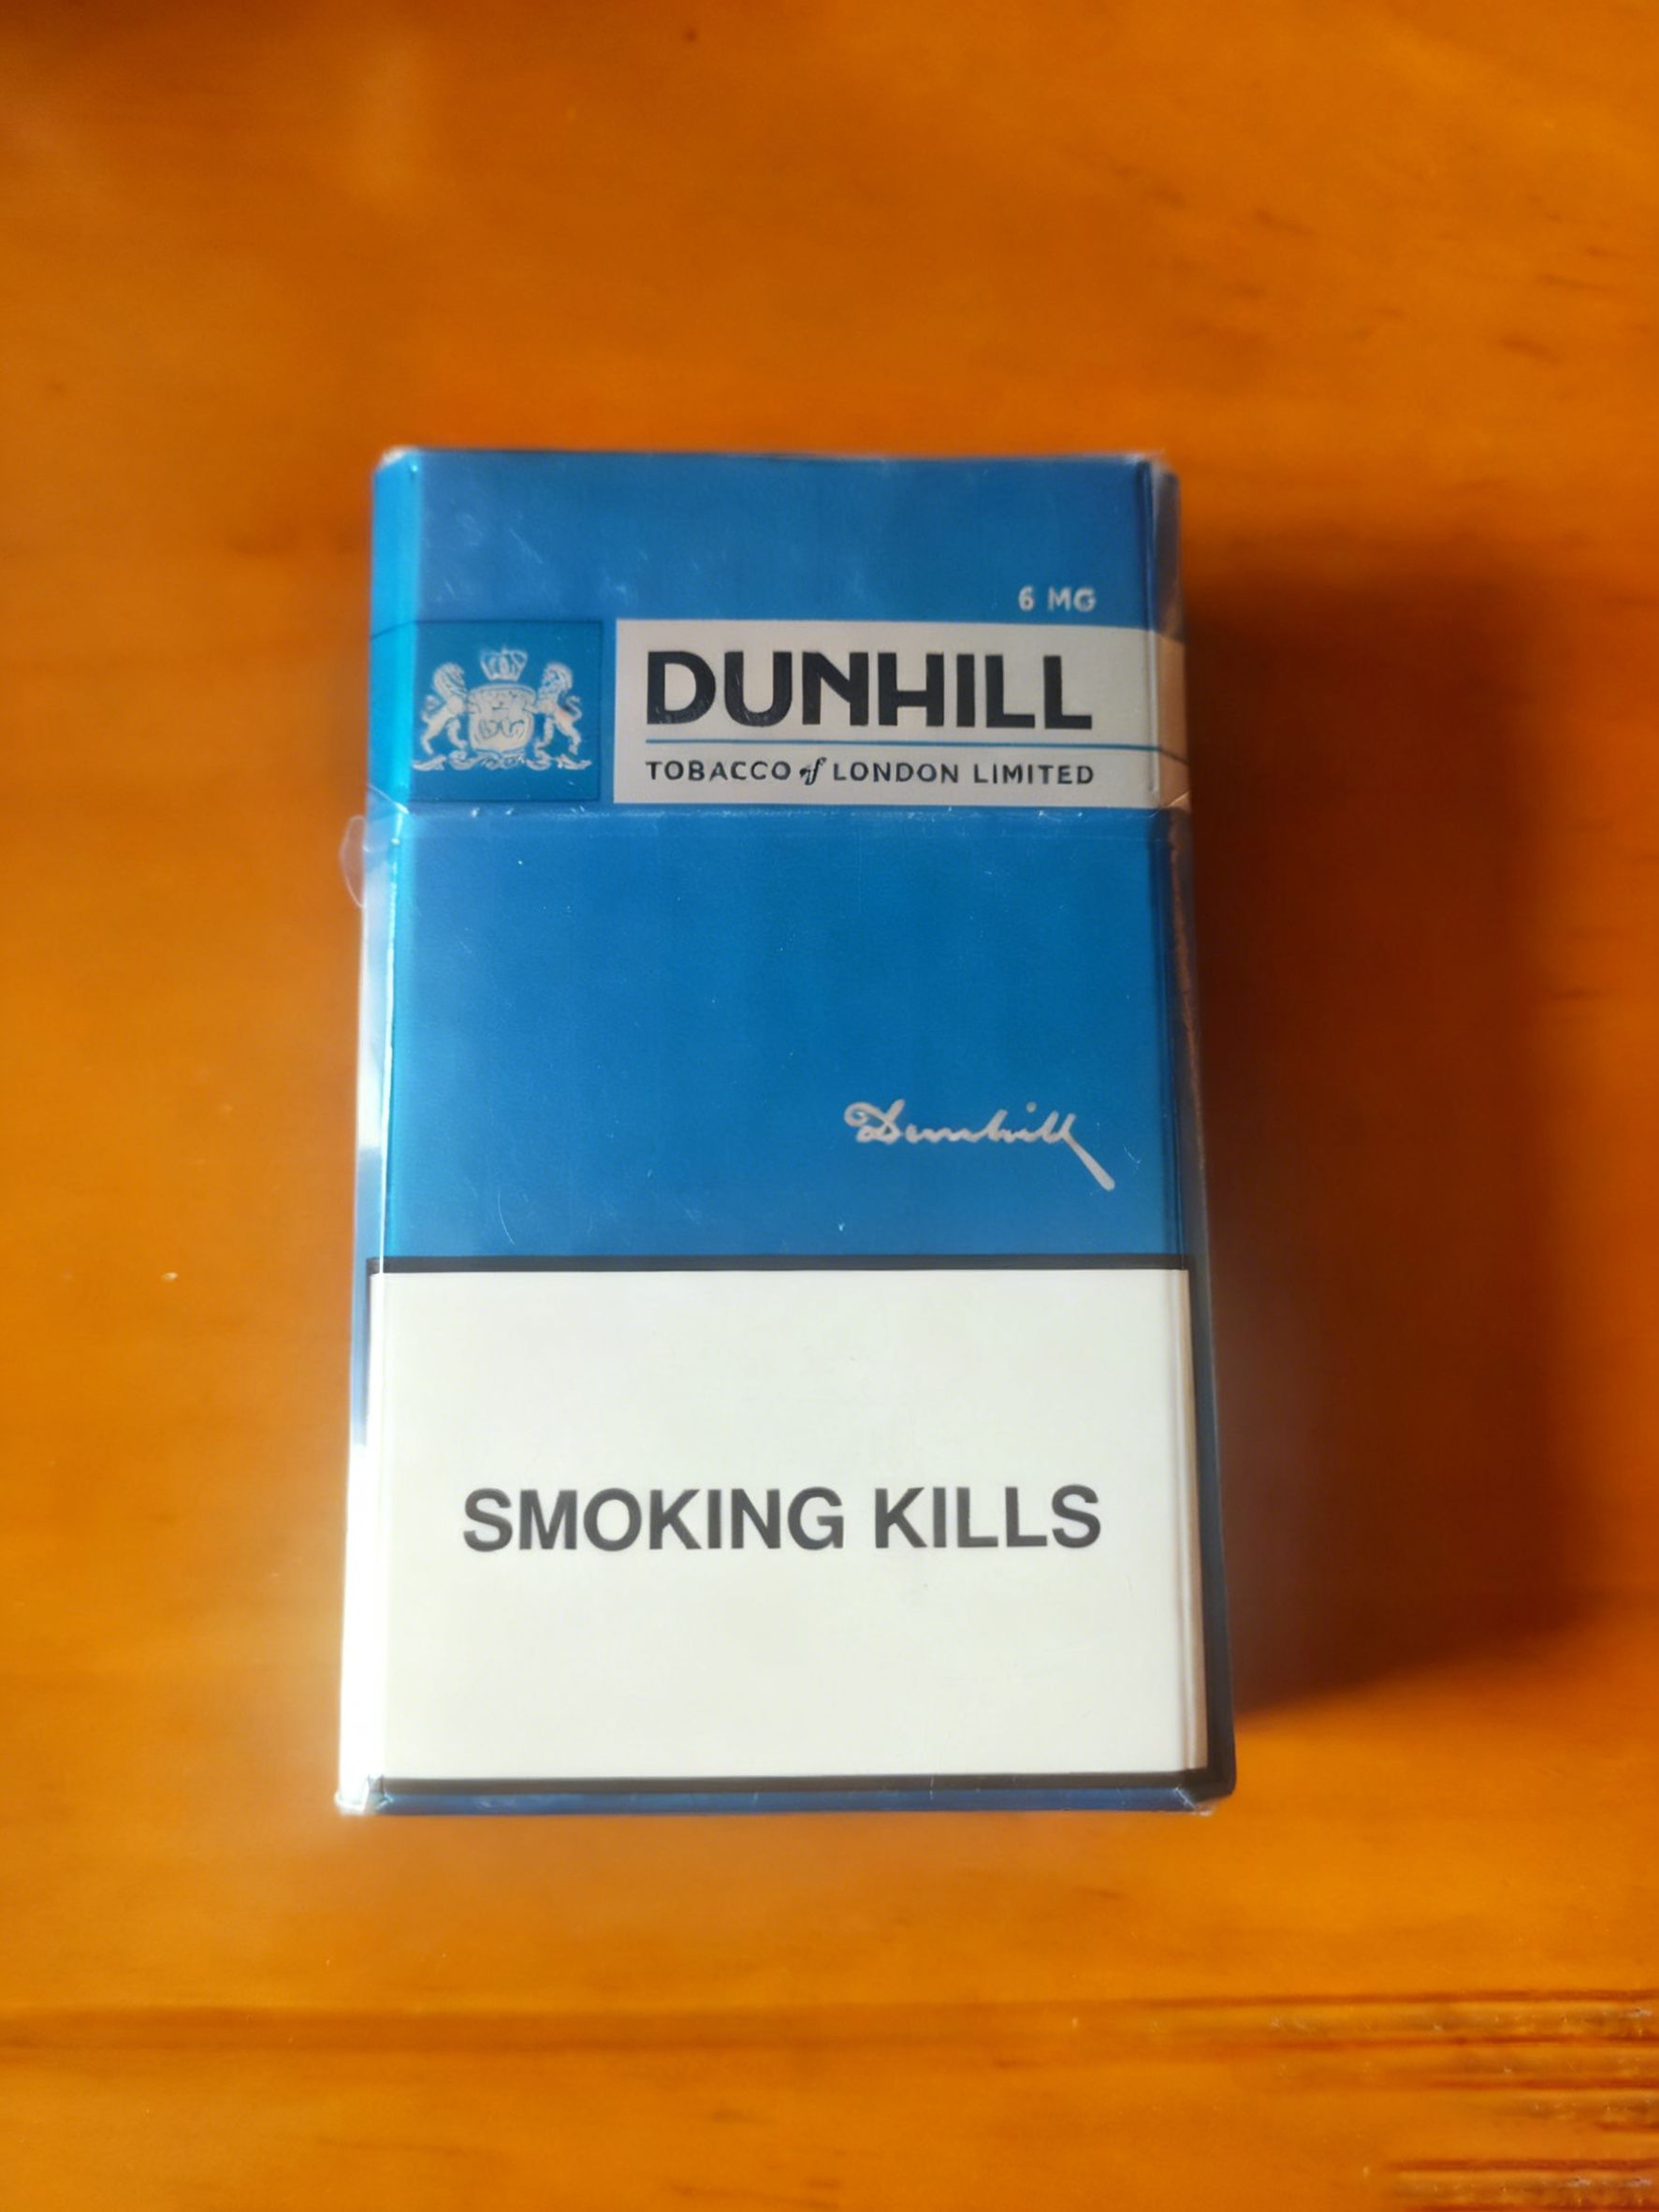 6 MG
DUNHILL
TOBACCO of LONDON LIMITED
Dunhill
SMOKING KILLS